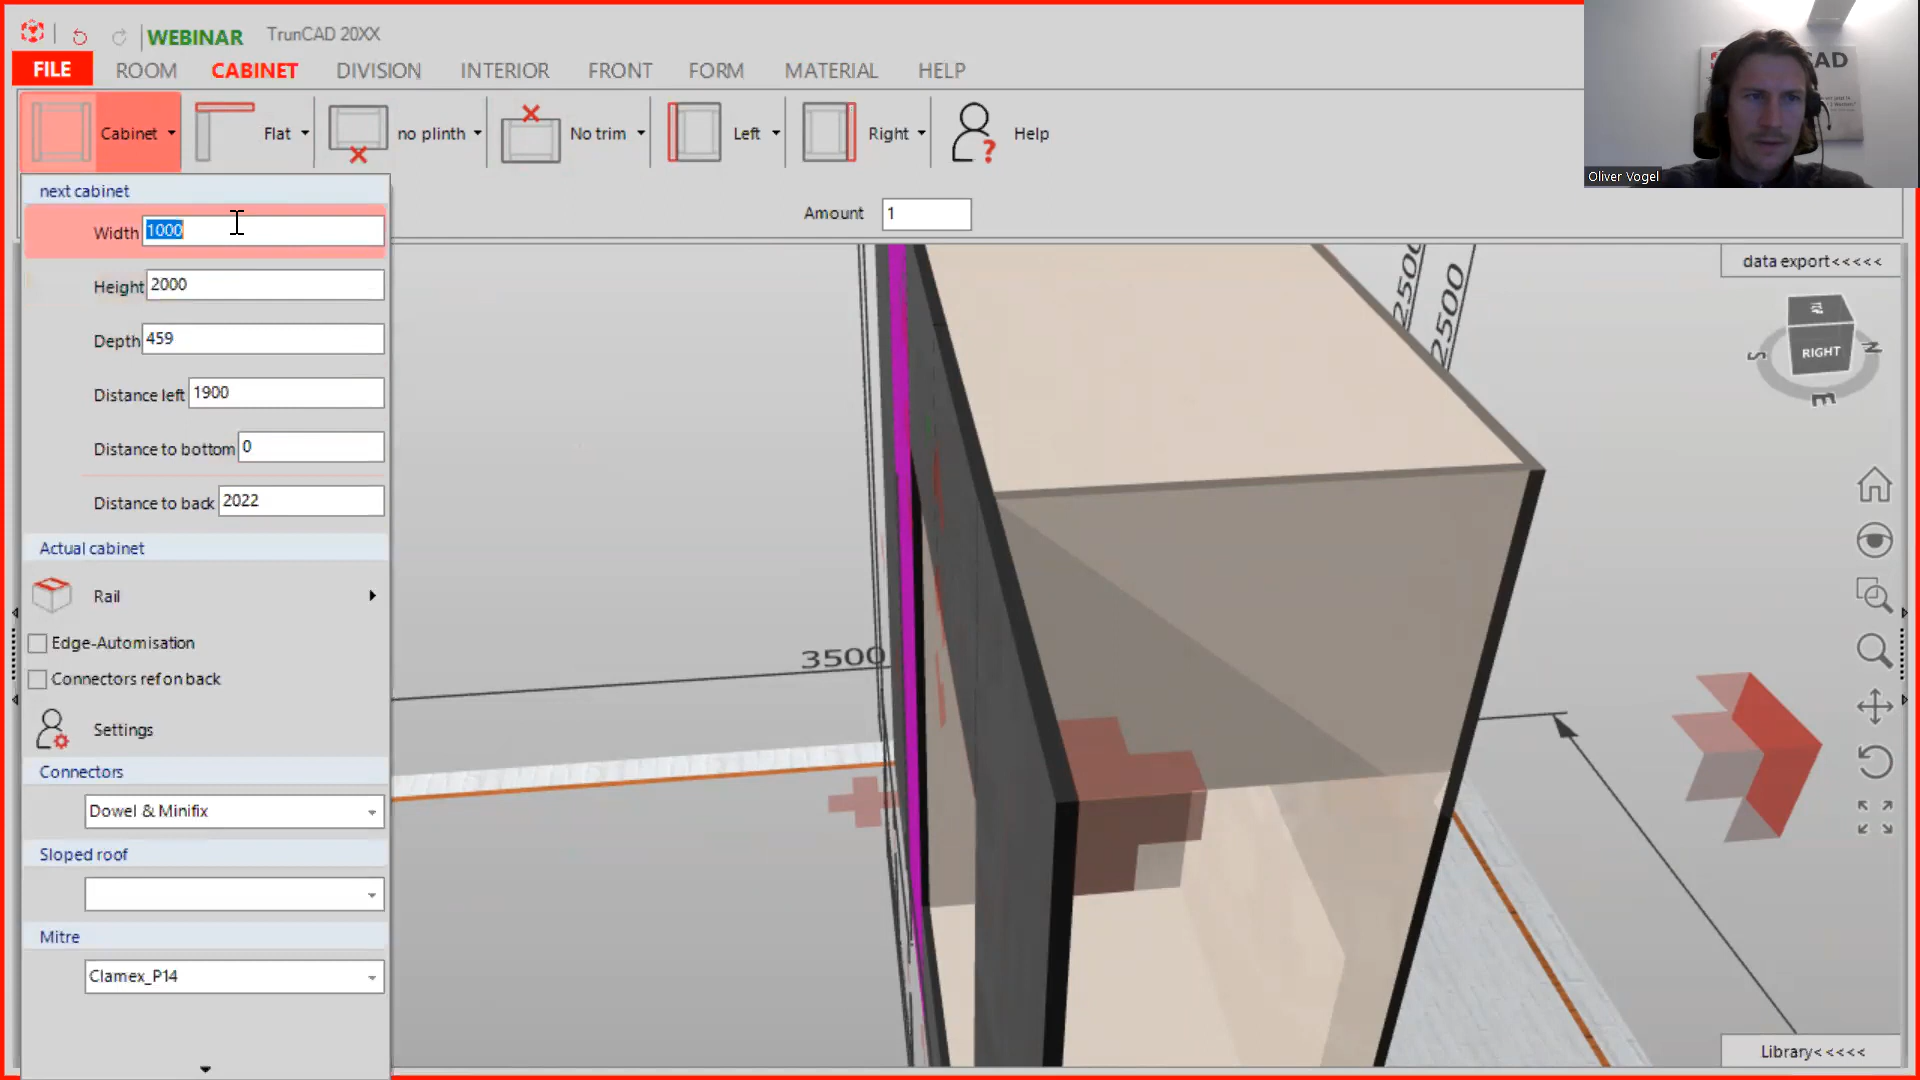 WEBINAR TrunCAD 20XX
FILE ROOM CABINET DIVISION INTERIOR FRONT FORM MATERIAL HELP
Cabinet Flat no plinth No trim Left Right Help
next cabinet
Width 1000
Amount 1
Height 2000
Depth 459
Distance left 1900
Distance to bottom 0
Distance to back 2022
Actual cabinet
Rail
Edge-Automisation
Connectors ref on back
Settings
Connectors
Dowel & Minifix
Sloped roof
Mitre
Clamex_P14
3500
2500
2500
data export<<<<<
RIGHT
S
N
E
Library<<<<<
Oliver Vogel
CAD